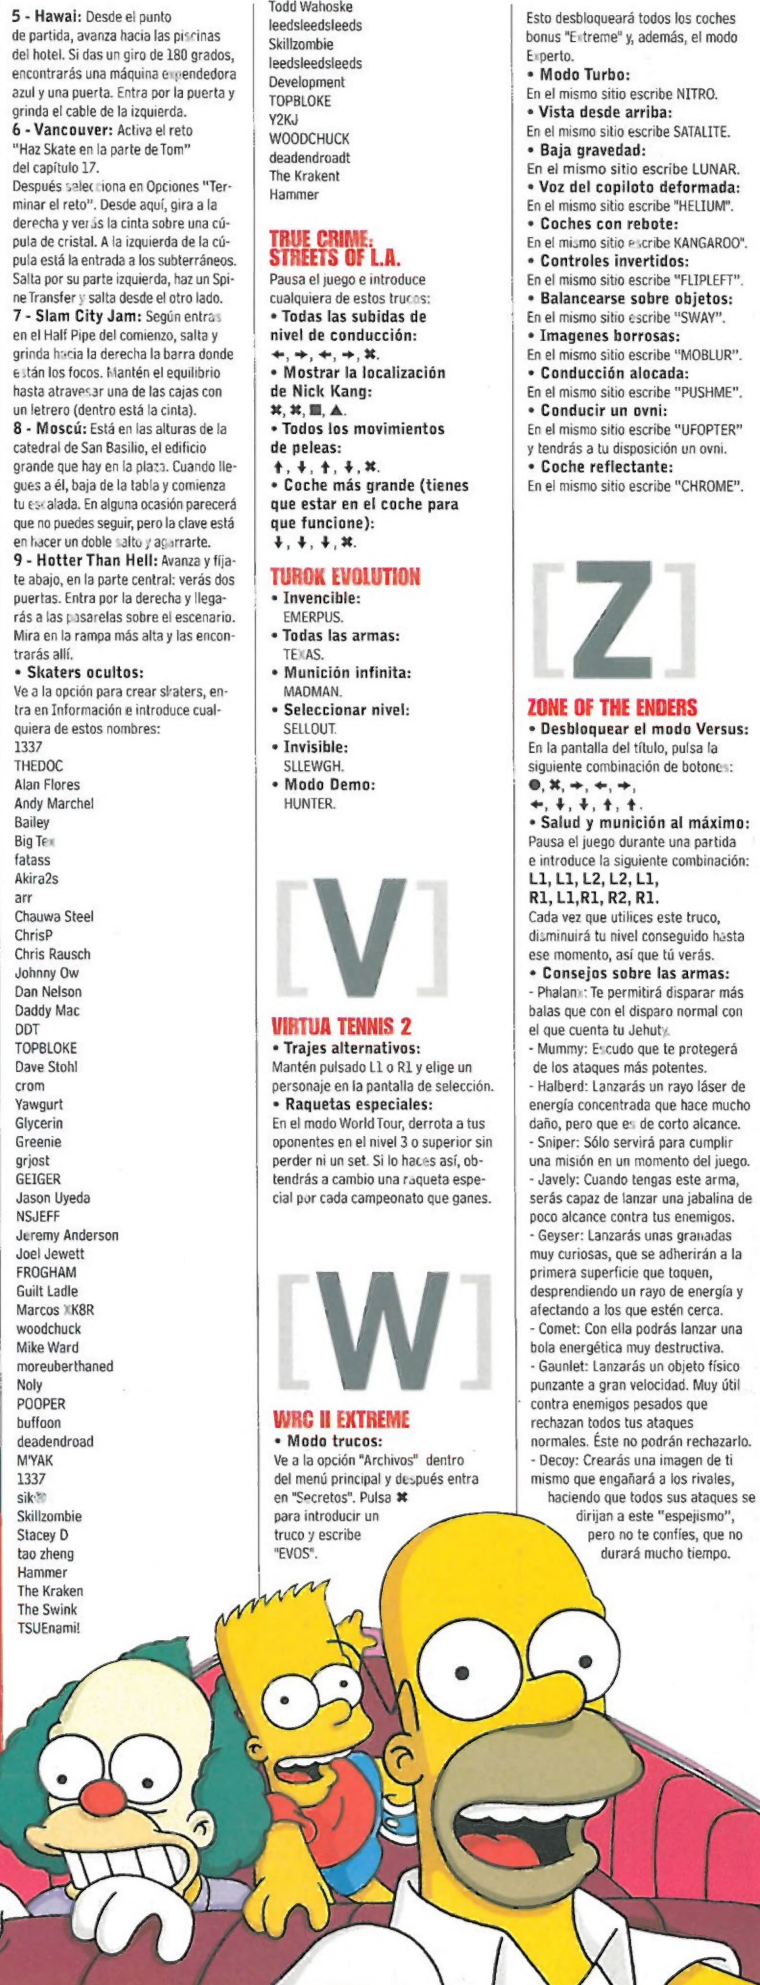 5 - Hawai: Desde el punto
de partida, avanza hacia las piscinas
del hotel. Si das un giro de 180 grados,
encontrarás una máquina expendedora
azul y una puerta. Entra por la puerta y
grinda el cable de la izquierda.
6 - Vancouver: Activa el reto
"Haz Skate en la parte de Tom"
del capítulo 17.
Después selecciona en Opciones "Ter-
minar el reto". Desde aquí, gira a la
derecha y verás la cinta sobre una cú-
pula de cristal. A la izquierda de la cú-
pula está la entrada a los subterráneos.
Salta por su parte izquierda, haz un Spi-
ne Transfer y salta desde el otro lado.
7 - Slam City Jam: Según entras
en el Half Pipe del comienzo, salta y
grinda hacia la derecha la barra donde
están los focos. Mantén el equilibrio
hasta atravesar una de las cajas con
un letrero (dentro está la cinta).
8 - Moscú: Está en las alturas de la
catedral de San Basilio, el edificio
grande que hay en la plaza. Cuando lle-
gues a él, baja de la tabla y comienza
tu escalada. En alguna ocasión parecerá
que no puedes seguir, pero la clave está
en hacer un doble salto y agarrarte.
9 - Hotter Than Hell: Avanza y fíja-
te abajo, en la parte central: verás dos
puertas. Entra por la derecha y llega-
rás a las pasarelas sobre el escenario.
Mira en la rampa más alta y las encon-
trarás allí.
• Skaters ocultos:
Ve a la opción para crear skaters, en-
tra en Información e introduce cual-
quiera de estos nombres:
1337
THEDOC
Alan Flores
Andy Marchel
Bailey
Big Tex
fatass
Akira2s
arr
Chauwa Steel
ChrisP
Chris Rausch
Johnny Ow
Dan Nelson
Daddy Mac
DDT
TOPBLOKE
Dave Stohl
crom
Yawgurt
Glycerin
Greenie
grjost
GEIGER
Jason Uyeda
NSJEFF
Jeremy Anderson
Joel Jewett
FROGHAM
Guilt Ladle
Marcos XK8R
woodchuck
Mike Ward
moreuberthaned
Noly
POOPER
buffoon
deadendroad
M'YAK
1337
Skillzombie
Stacey D
tao zheng
Hammer
The Kraken
The Swink
TSUEnami!
Todd Wahoske
leedsleedsleeds
Skillzombie
leedsleedsleeds
Development
TOPBLOKE
Y2KJ
WOODCHUCK
deadendroadt
The Krakent
Hammer
TRUE CRIME:
STREETS OF L.A.
Pausa el juego e introduce
cualquiera de estos trucos:
• Todas las subidas de
nivel de conducción:
←, →, ←, →, ✖.
• Mostrar la localización
de Nick Kang:
✖, ✖, ■, ▲.
• Todos los movimientos
de peleas:
↑, ↓, ↑, ↓, ✖.
• Coche más grande (tienes
que estar en el coche para
que funcione):
↓, ↓, ↓, ✖.
TUROK EVOLUTION
• Invencible:
EMERPUS.
• Todas las armas:
TEXAS.
• Munición infinita:
MADMAN.
• Seleccionar nivel:
SELLOUT.
• Invisible:
SLLEWGH.
• Modo Demo:
HUNTER.
[V]
VIRTUA TENNIS 2
• Trajes alternativos:
Mantén pulsado L1 o R1 y elige un
personaje en la pantalla de selección.
• Raquetas especiales:
En el modo World Tour, derrota a tus
oponentes en el nivel 3 o superior sin
perder ni un set. Si lo haces así, ob-
tendrás a cambio una raqueta espe-
cial por cada campeonato que ganes.
[W]
WRC II EXTREME
• Modo trucos:
Ve a la opción "Archivos" dentro
del menú principal y después entra
en "Secretos". Pulsa ✖
para introducir un
truco y escribe
"EVOS".
Esto desbloqueará todos los coches
bonus "Extreme" y, además, el modo
Experto.
• Modo Turbo:
En el mismo sitio escribe NITRO.
• Vista desde arriba:
En el mismo sitio escribe SATALITE.
• Baja gravedad:
En el mismo sitio escribe LUNAR.
• Voz del copiloto deformada:
En el mismo sitio escribe "HELIUM".
• Coches con rebote:
En el mismo sitio escribe KANGAROO".
• Controles invertidos:
En el mismo sitio escribe "FLIPLEFT".
• Balancearse sobre objetos:
En el mismo sitio escribe "SWAY".
• Imagenes borrosas:
En el mismo sitio escribe "MOBLUR".
• Conducción alocada:
En el mismo sitio escribe "PUSHME".
• Conducir un ovni:
En el mismo sitio escribe "UFOPTER"
y tendrás a tu disposición un ovni.
• Coche reflectante:
En el mismo sitio escribe "CHROME".
[Z]
ZONE OF THE ENDERS
• Desbloquear el modo Versus:
En la pantalla del título, pulsa la
siguiente combinación de botones:
●, ✖, →, ←, →,
←, ↓, ↓, ↑, ↑.
• Salud y munición al máximo:
Pausa el juego durante una partida
e introduce la siguiente combinación:
L1, L1, L2, L2, L1,
R1, L1,R1, R2, R1.
Cada vez que utilices este truco,
disminuirá tu nivel conseguido hasta
ese momento, así que tú verás.
• Consejos sobre las armas:
- Phalanx: Te permitirá disparar más
balas que con el disparo normal con
el que cuenta tu Jehuty.
- Mummy: Escudo que te protegerá
de los ataques más potentes.
- Halberd: Lanzarás un rayo láser de
energía concentrada que hace mucho
daño, pero que es de corto alcance.
- Sniper: Sólo servirá para cumplir
una misión en un momento del juego.
- Javely: Cuando tengas este arma,
serás capaz de lanzar una jabalina de
poco alcance contra tus enemigos.
- Geyser: Lanzarás unas granadas
muy curiosas, que se adherirán a la
primera superficie que toquen,
desprendiendo un rayo de energía y
afectando a los que estén cerca.
- Comet: Con ella podrás lanzar una
bola energética muy destructiva.
- Gaunlet: Lanzarás un objeto físico
punzante a gran velocidad. Muy útil
contra enemigos pesados que
rechazan todos tus ataques
normales. Éste no podrán rechazarlo.
- Decoy: Crearás una imagen de ti
mismo que engañará a los rivales,
haciendo que todos sus ataques se
dirijan a este "espejismo",
pero no te confíes, que no
durará mucho tiempo.